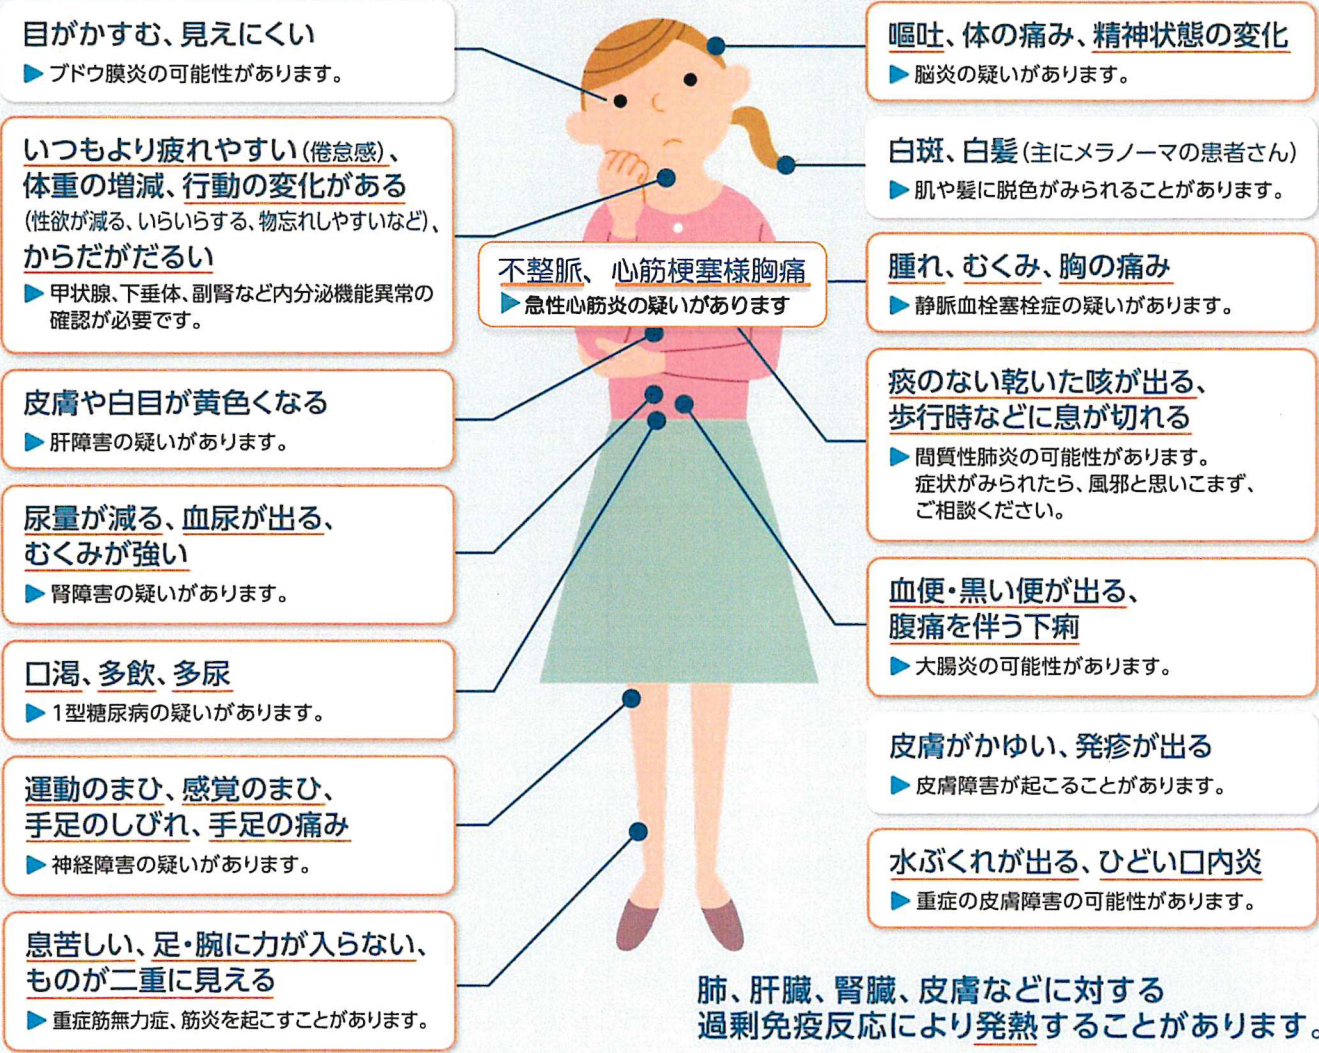 目がかすむ、見えにくい
▶ ブドウ膜炎の可能性があります。
いつもより疲れやすい(倦怠感)、
体重の増減、行動の変化がある
(性欲が減る、いらいらする、物忘れしやすいなど)、
からだがだるい
▶ 甲状腺、下垂体、副腎など内分泌機能異常の
確認が必要です。
皮膚や白目が黄色くなる
▶ 肝障害の疑いがあります。
尿量が減る、血尿が出る、
むくみが強い
▶ 腎障害の疑いがあります。
口渇、多飲、多尿
▶ 1型糖尿病の疑いがあります。
運動のまひ、感覚のまひ、
手足のしびれ、手足の痛み
▶ 神経障害の疑いがあります。
息苦しい、足・腕に力が入らない、
ものが二重に見える
▶ 重症筋無力症、筋炎を起こすことがあります。
不整脈、心筋梗塞様胸痛
▶ 急性心筋炎の疑いがあります
嘔吐、体の痛み、精神状態の変化
▶ 脳炎の疑いがあります。
白斑、白髪(主にメラノーマの患者さん)
▶ 肌や髪に脱色がみられることがあります。
腫れ、むくみ、胸の痛み
▶ 静脈血栓塞栓症の疑いがあります。
痰のない乾いた咳が出る、
歩行時などに息が切れる
▶ 間質性肺炎の可能性があります。
症状がみられたら、風邪と思いこまず、
ご相談ください。
血便・黒い便が出る、
腹痛を伴う下痢
▶ 大腸炎の可能性があります。
皮膚がかゆい、発疹が出る
▶ 皮膚障害が起こることがあります。
水ぶくれが出る、ひどい口内炎
▶ 重症の皮膚障害の可能性があります。
肺、肝臓、腎臓、皮膚などに対する
過剰免疫反応により発熱することがあります。